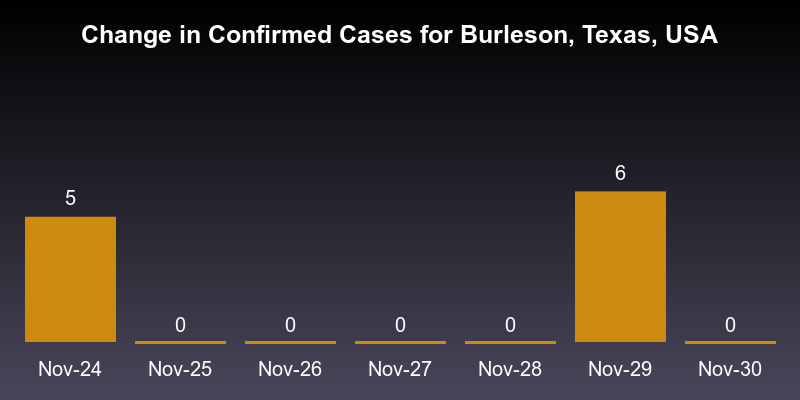 Change in Confirmed Cases for Burleson, Texas, USA
5 0 0 0 0 6 0
Nov-24 Nov-25 Nov-26 Nov-27 Nov-28 Nov-29 Nov-30